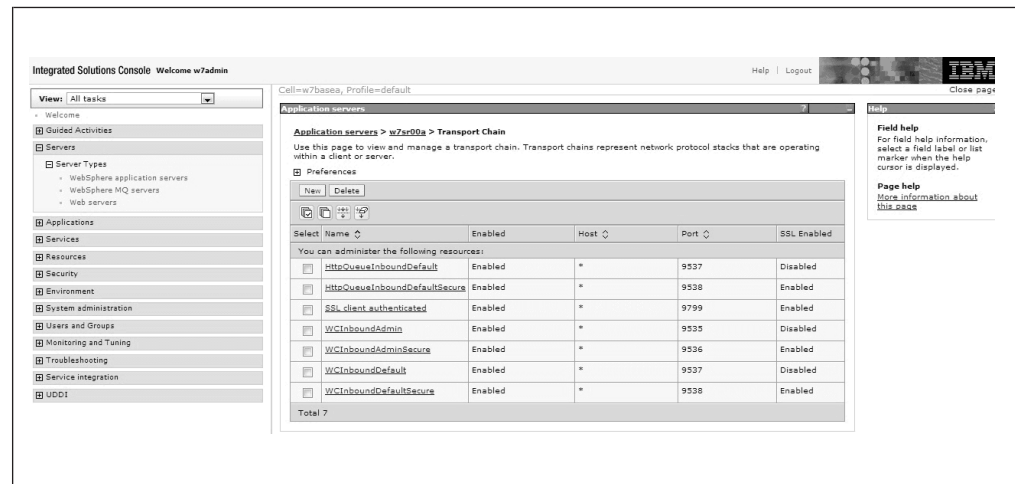 Integrated Solutions Console Welcome w7admin
Help | Logout
IBM
View: All tasks
Welcome
Guided Activities
Servers
Server Types
WebSphere application servers
WebSphere MQ servers
Web servers
Applications
Services
Resources
Security
Environment
System administration
Users and Groups
Monitoring and Tuning
Troubleshooting
Service integration
UDDI
Cell=w7basea, Profile=default
Close page
Application servers ? -
Application servers > w7sr00a > Transport Chain
Use this page to view and manage a transport chain. Transport chains represent network protocol stacks that are operating
within a client or server.
Preferences
New Delete
Select Name Enabled Host Port SSL Enabled
You can administer the following resources:
HttpQueueInboundDefault Enabled * 9537 Disabled
HttpQueueInboundDefaultSecure Enabled * 9538 Enabled
SSL client authenticated Enabled * 9799 Enabled
WCInboundAdmin Enabled * 9535 Disabled
WCInboundAdminSecure Enabled * 9536 Enabled
WCInboundDefault Enabled * 9537 Disabled
WCInboundDefaultSecure Enabled * 9538 Enabled
Total 7
Help
Field help
For field help information,
select a field label or list
marker when the help
cursor is displayed.
Page help
More information about
this page